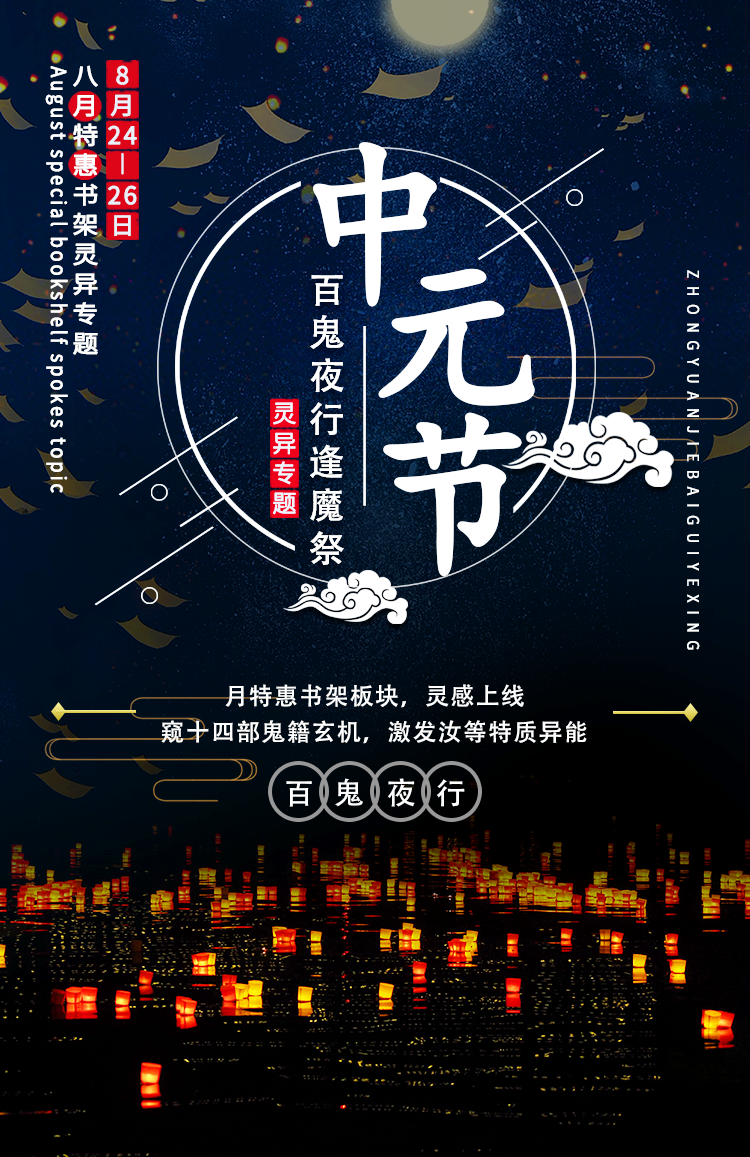 8月24—26日
八月特惠书架灵异专题
August special bookshelf spokes topic
中元节
百鬼夜行逢魔祭
灵异专题
ZHONGYUANJIEBAIGUIYEXING
月特惠书架板块，灵感上线
窥十四部鬼籍玄机，激发汝等特质异能
百鬼夜行